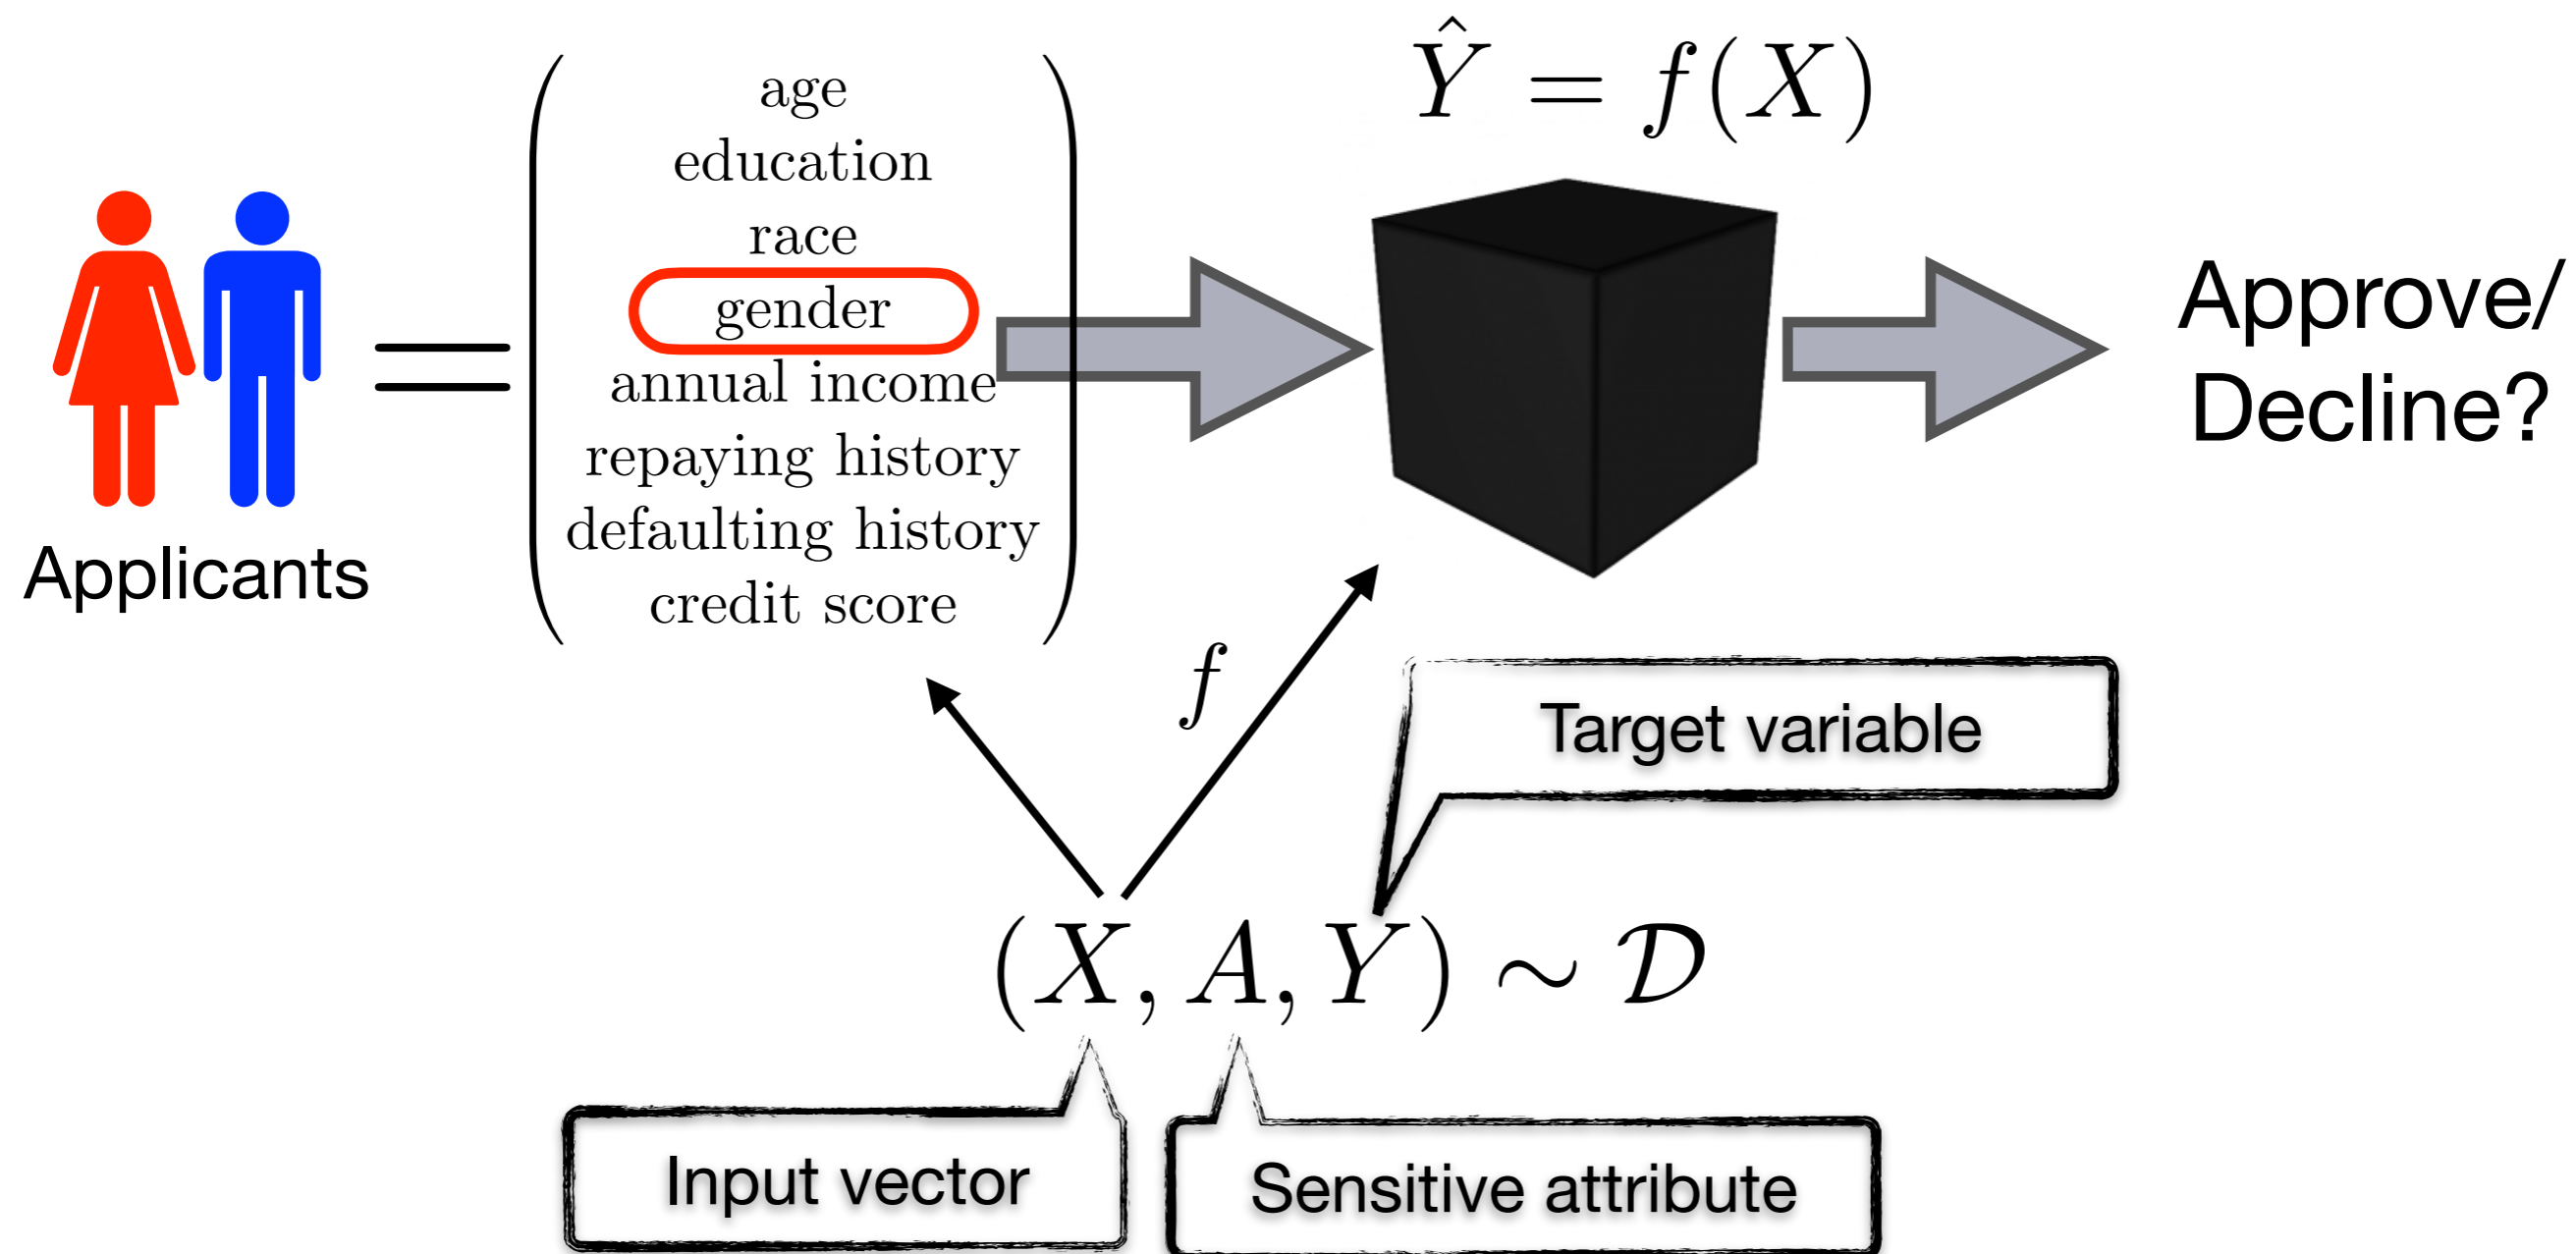 Applicants
=
age
education
race
gender
annual income
repaying history
defaulting history
credit score
Ŷ = f(X)
Approve/
Decline?
f
Target variable
(X, A, Y) ∼ 𝒟
Input vector
Sensitive attribute